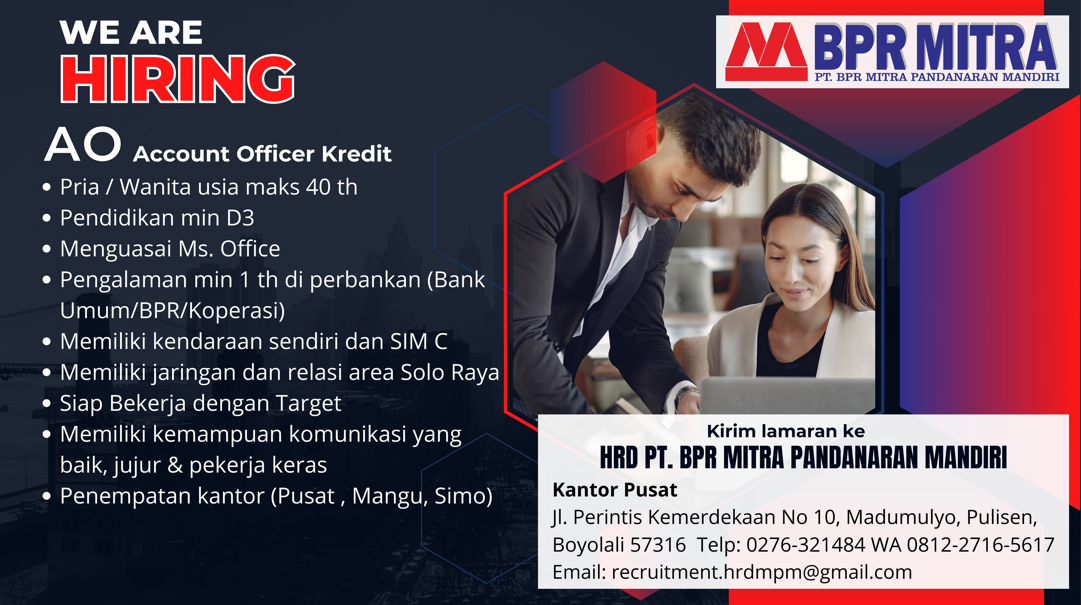 WE ARE
HIRING
BPR MITRA
PT. BPR MITRA PANDANARAN MANDIRI
AO Account Officer Kredit
• Pria / Wanita usia maks 40 th
• Pendidikan min D3
• Menguasai Ms. Office
• Pengalaman min 1 th di perbankan (Bank
Umum/BPR/Koperasi)
• Memiliki kendaraan sendiri dan SIM C
• Memiliki jaringan dan relasi area Solo Raya
• Siap Bekerja dengan Target
• Memiliki kemampuan komunikasi yang
baik, jujur & pekerja keras
• Penempatan kantor (Pusat , Mangu, Simo)
Kirim lamaran ke
HRD PT. BPR MITRA PANDANARAN MANDIRI
Kantor Pusat
Jl. Perintis Kemerdekaan No 10, Madumulyo, Pulisen,
Boyolali 57316 Telp: 0276-321484 WA 0812-2716-5617
Email: recruitment.hrdmpm@gmail.com